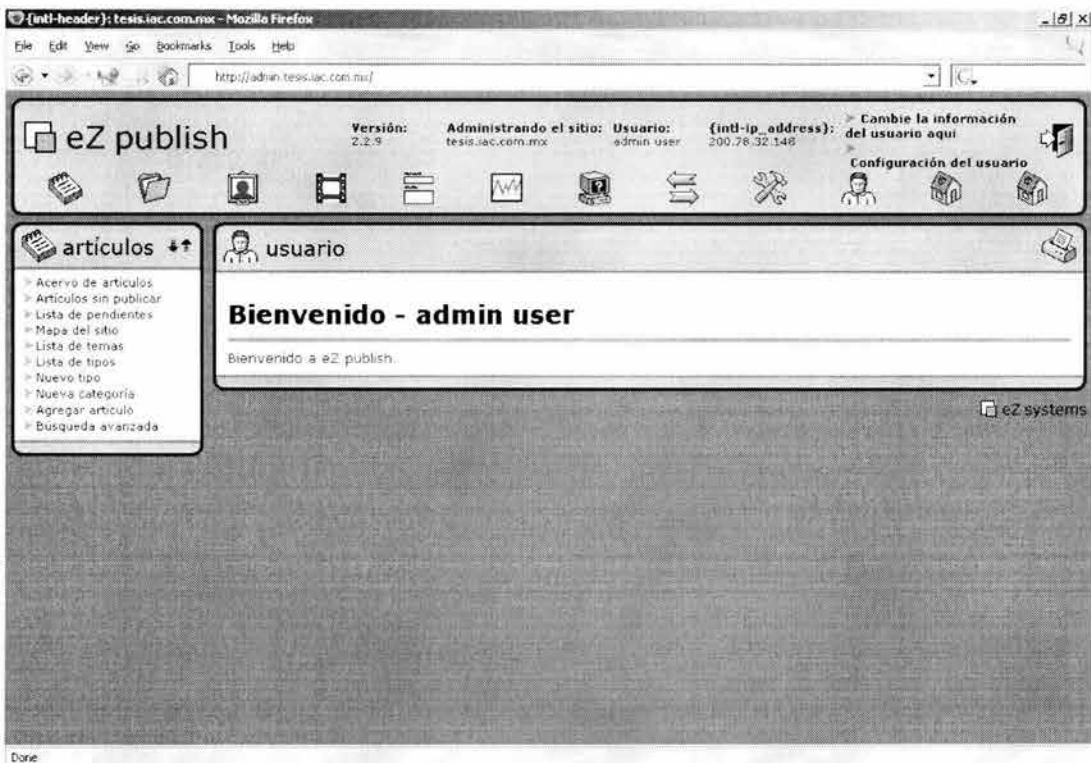 {intl-header}: tesis.iac.com.mx - Mozilla Firefox
File Edit View Go Bookmarks Tools Help
http://admin.tesis.iac.com.mx/
eZ publish
Versión:
2.2.9
Administrando el sitio:
tesis.iac.com.mx
Usuario:
admin user
{intl-ip_address}:
200.78.32.146
Cambie la información
del usuario aquí
Configuración del usuario
artículos
Acervo de artículos
Artículos sin publicar
Lista de pendientes
Mapa del sitio
Lista de temas
Lista de tipos
Nuevo tipo
Nueva categoría
Agregar artículo
Búsqueda avanzada
usuario
Bienvenido - admin user
Bienvenido a eZ publish.
eZ systems
Done